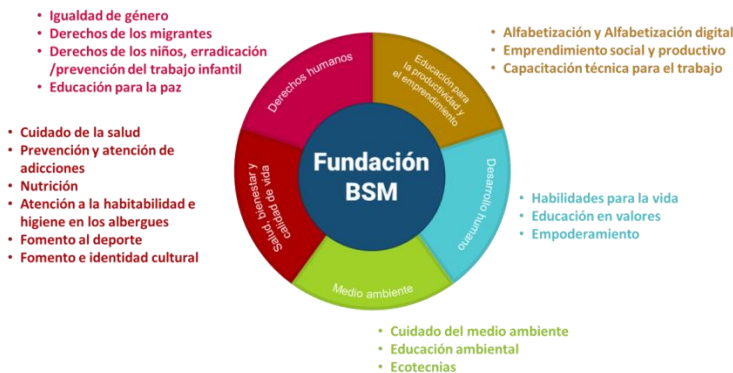 • Igualdad de género
• Derechos de los migrantes
• Derechos de los niños, erradicación
/prevención del trabajo infantil
• Educación para la paz
• Alfabetización y Alfabetización digital
• Emprendimiento social y productivo
• Capacitación técnica para el trabajo
Derechos humanos
Educación para
la productividad y
el emprendimiento
• Cuidado de la salud
• Prevención y atención de
adicciones
• Nutrición
• Atención a la habitabilidad e
higiene en los albergues
• Fomento al deporte
• Fomento e identidad cultural
Salud, bienestar y
calidad de vida
Fundación
BSM
Desarrollo humano
• Habilidades para la vida
• Educación en valores
• Empoderamiento
Medio ambiente
• Cuidado del medio ambiente
• Educación ambiental
• Ecotecnias